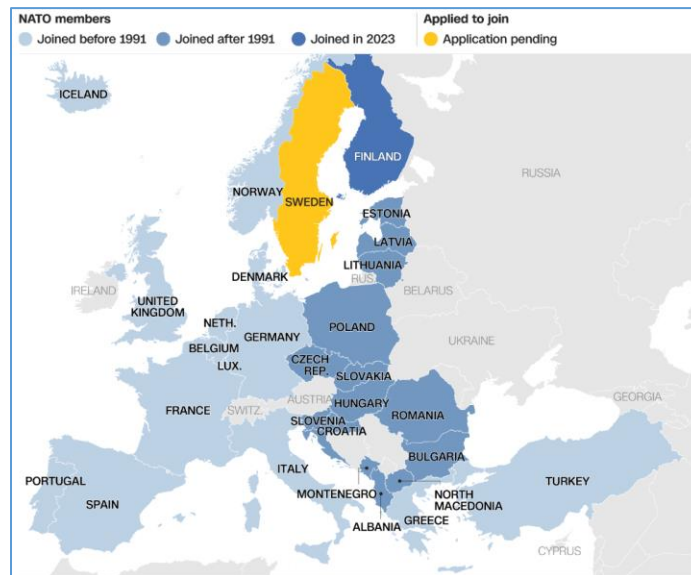 NATO members
Applied to join
Joined before 1991
Joined after 1991
Joined in 2023
Application pending
ICELAND
FINLAND
RUSSIA
NORWAY
SWEDEN
ESTONIA
LATVIA
LITHUANIA
DENMARK
RUS.
BELARUS
IRELAND
UNITED
KINGDOM
NETH.
GERMANY
POLAND
BELGIUM
UKRAINE
LUX.
CZECH
REP.
SLOVAKIA
AUSTRIA
HUNGARY
FRANCE
SWITZ.
ROMANIA
SLOVENIA
CROATIA
GEORGIA
BULGARIA
ITALY
PORTUGAL
SPAIN
MONTENEGRO
NORTH
MACEDONIA
TURKEY
ALBANIA
GREECE
CYPRUS